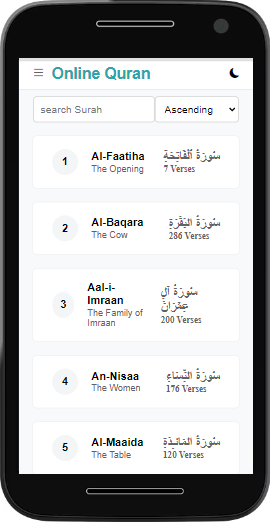 Online Quran
search Surah
Ascending
1
Al-Faatiha
The Opening
سُورَةُ ٱلْفَاتِحَةِ
7 Verses
2
Al-Baqara
The Cow
سُورَةُ البَقَرَةِ
286 Verses
3
Aal-i-
Imraan
The Family of
Imraan
سُورَةُ آلِ
عِمۡرَانَ
200 Verses
4
An-Nisaa
The Women
سُورَةُ النِّسَاءِ
176 Verses
5
Al-Maaida
The Table
سُورَةُ المَائـِدَةِ
120 Verses